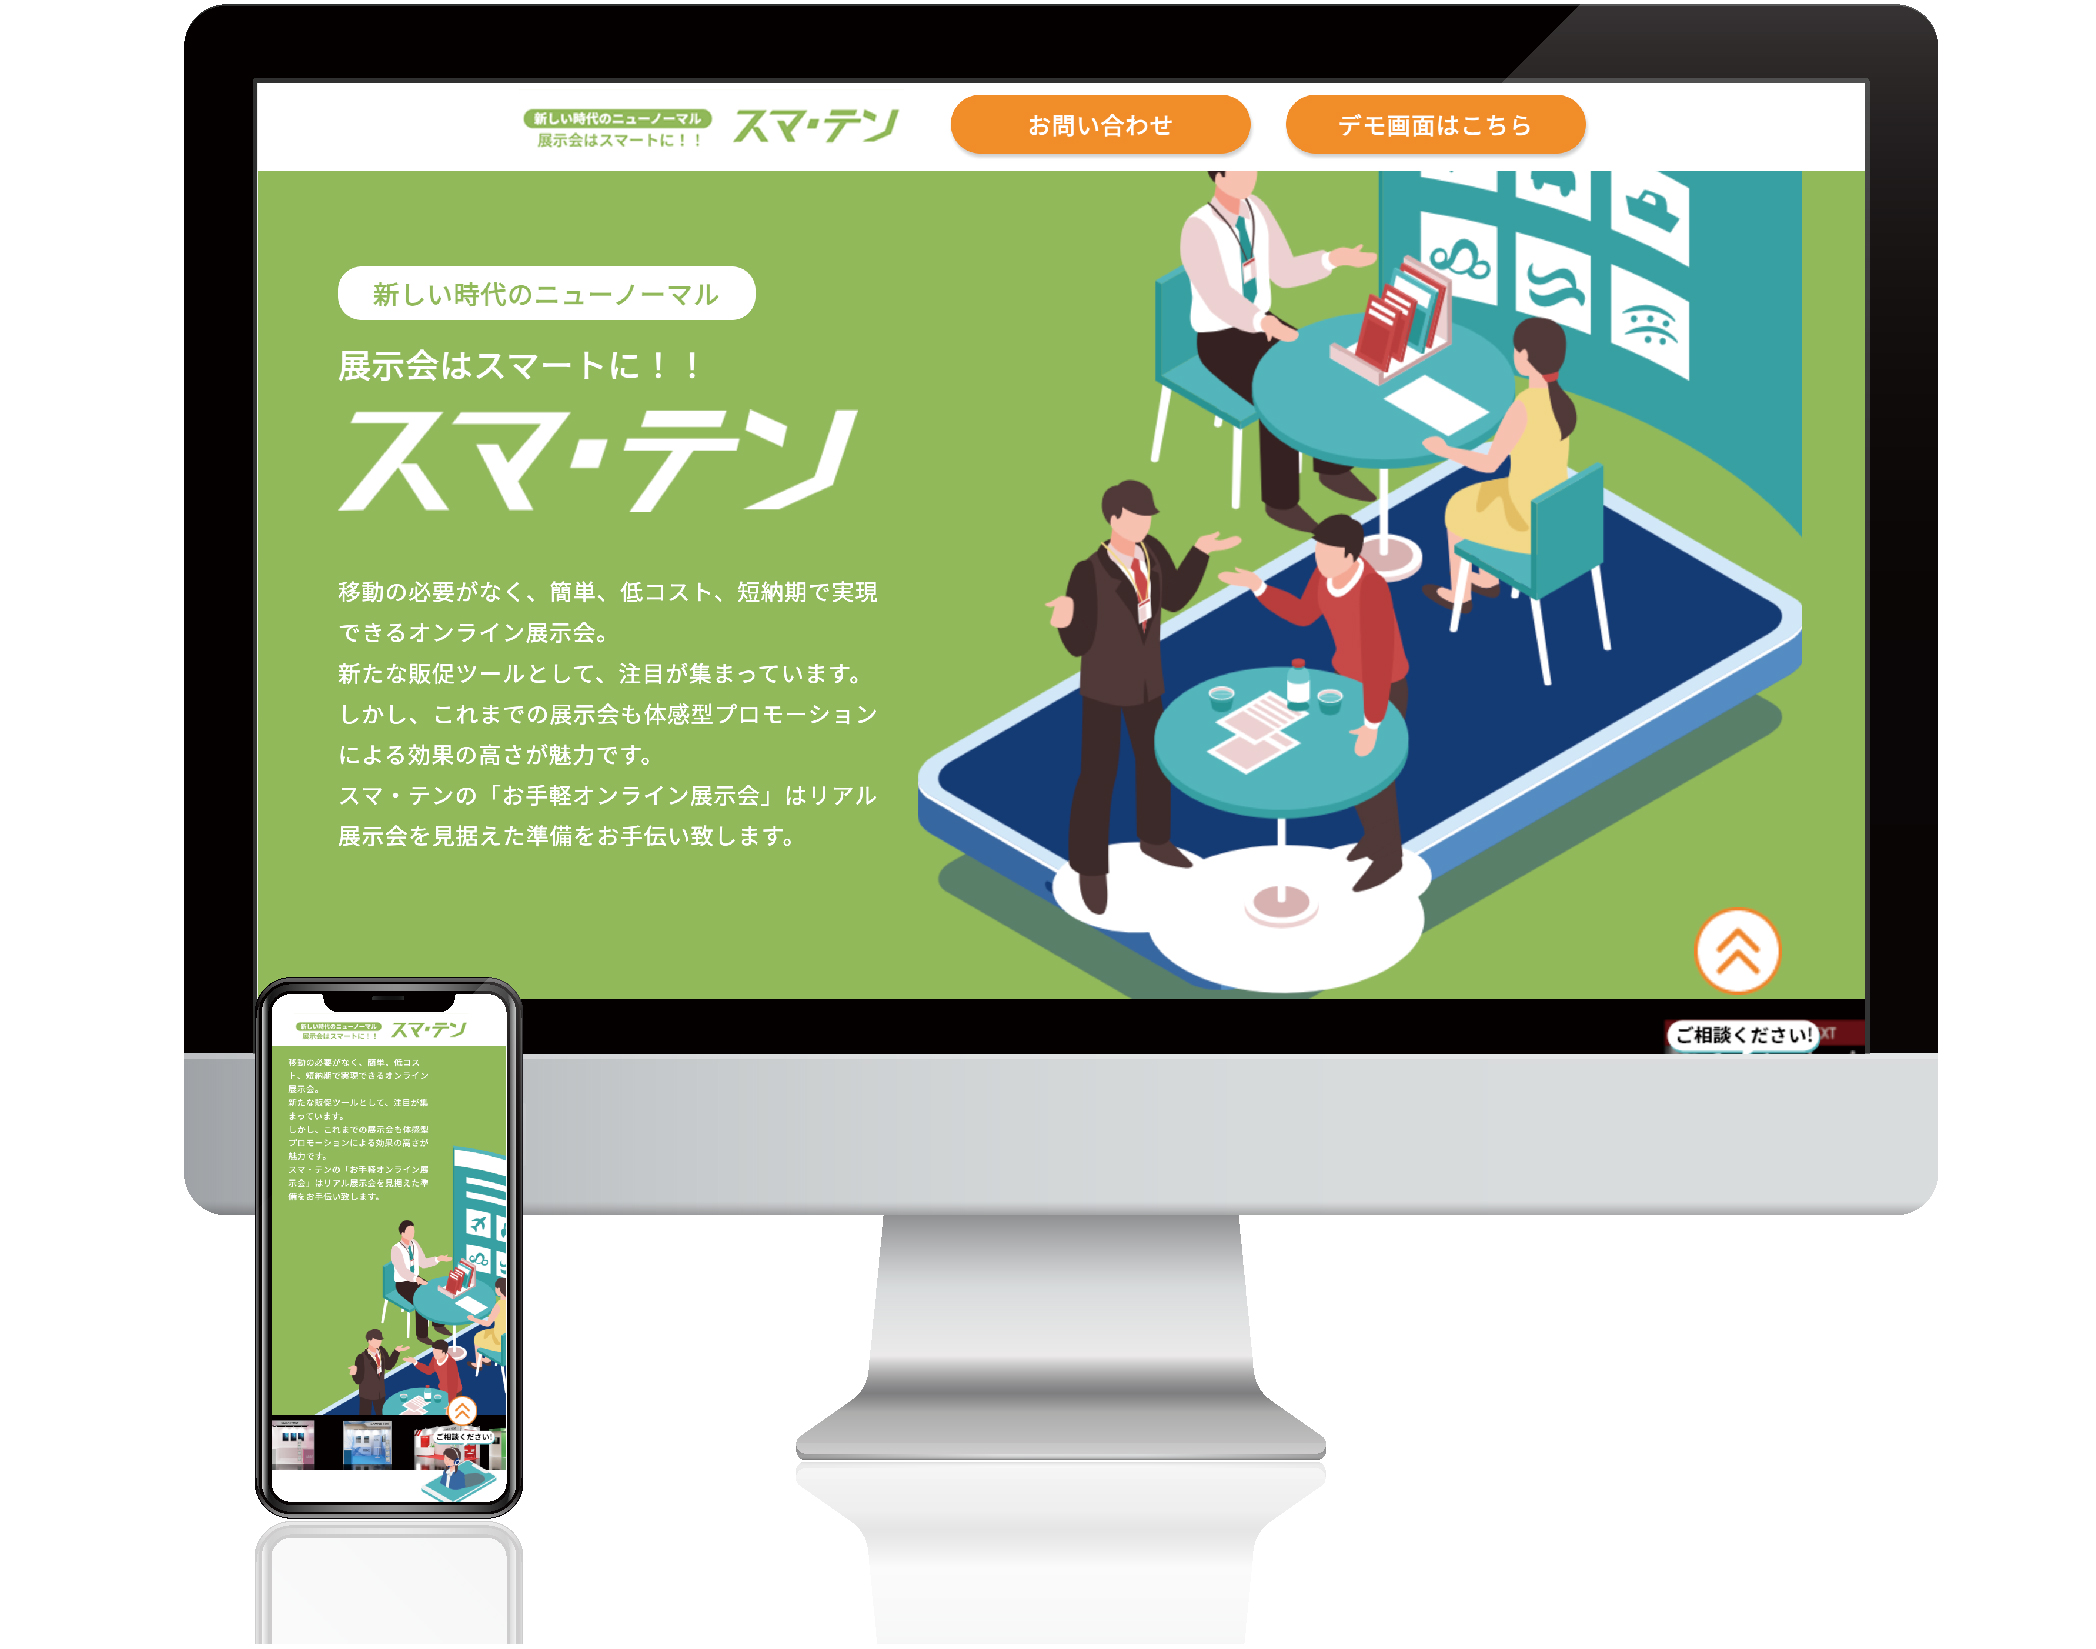 新しい時代のニューノーマル
展示会はスマートに！！
スマ・テン
お問い合わせ
デモ画面はこちら
新しい時代のニューノーマル
展示会はスマートに！！
スマ・テン
移動の必要がなく、簡単、低コスト、短納期で実現
できるオンライン展示会。
新たな販促ツールとして、注目が集まっています。
しかし、これまでの展示会も体感型プロモーション
による効果の高さが魅力です。
スマ・テンの「お手軽オンライン展示会」はリアル
展示会を見据えた準備をお手伝い致します。
ご相談ください!
新しい時代のニューノーマル
展示会はスマートに！！
スマ・テン
移動の必要がなく、簡単、低コス
ト、短納期で実現できるオンライン
展示会。
新たな販促ツールとして、注目が集
まっています。
しかし、これまでの展示会も体感型
プロモーションによる効果の高さが
魅力です。
スマ・テンの「お手軽オンライン展
示会」はリアル展示会を見据えた準
備をお手伝い致します。
ご相談ください!